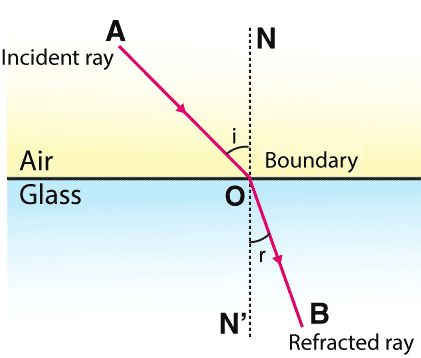 A
N
Incident ray
i
Air
Boundary
Glass
O
r
N'
B
Refracted ray